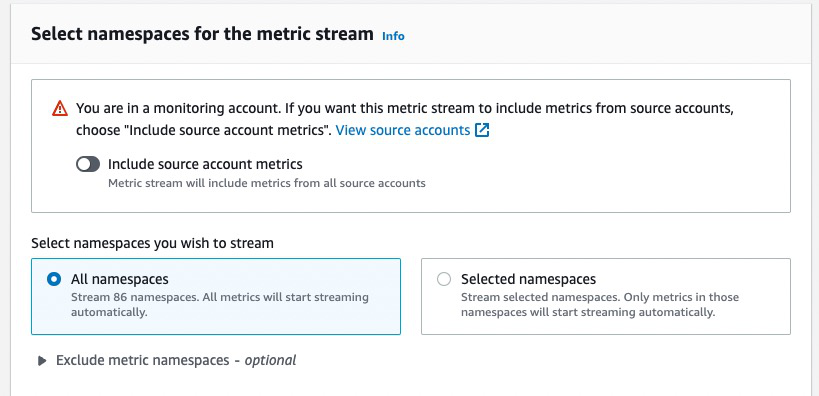 Select namespaces for the metric stream Info
You are in a monitoring account. If you want this metric stream to include metrics from source accounts,
choose "Include source account metrics". View source accounts
Include source account metrics
Metric stream will include metrics from all source accounts
Select namespaces you wish to stream
All namespaces
Stream 86 namespaces. All metrics will start streaming
automatically.
Selected namespaces
Stream selected namespaces. Only metrics in those
namespaces will start streaming automatically.
Exclude metric namespaces - optional